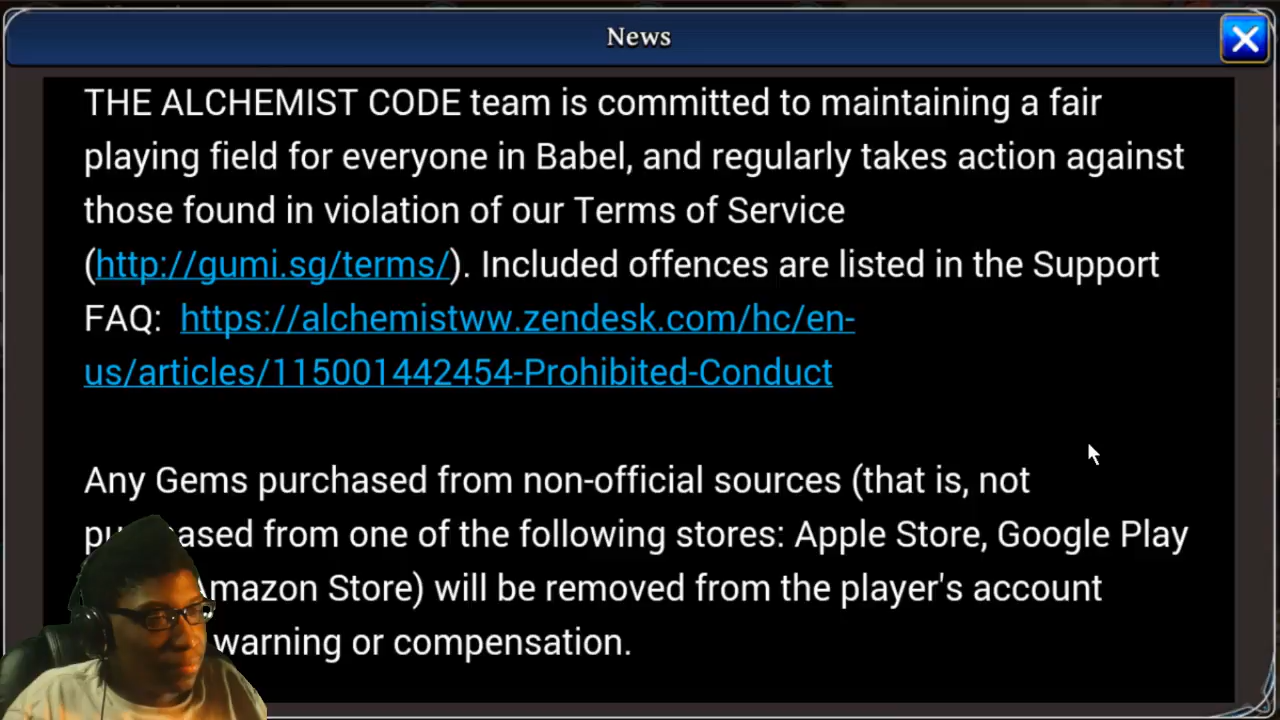 News
THE ALCHEMIST CODE team is committed to maintaining a fair
playing field for everyone in Babel, and regularly takes action against
those found in violation of our Terms of Service
(http://gumi.sg/terms/). Included offences are listed in the Support
FAQ: https://alchemistww.zendesk.com/hc/en-
us/articles/115001442454-Prohibited-Conduct
Any Gems purchased from non-official sources (that is, not
purchased from one of the following stores: Apple Store, Google Play
Amazon Store) will be removed from the player's account
warning or compensation.